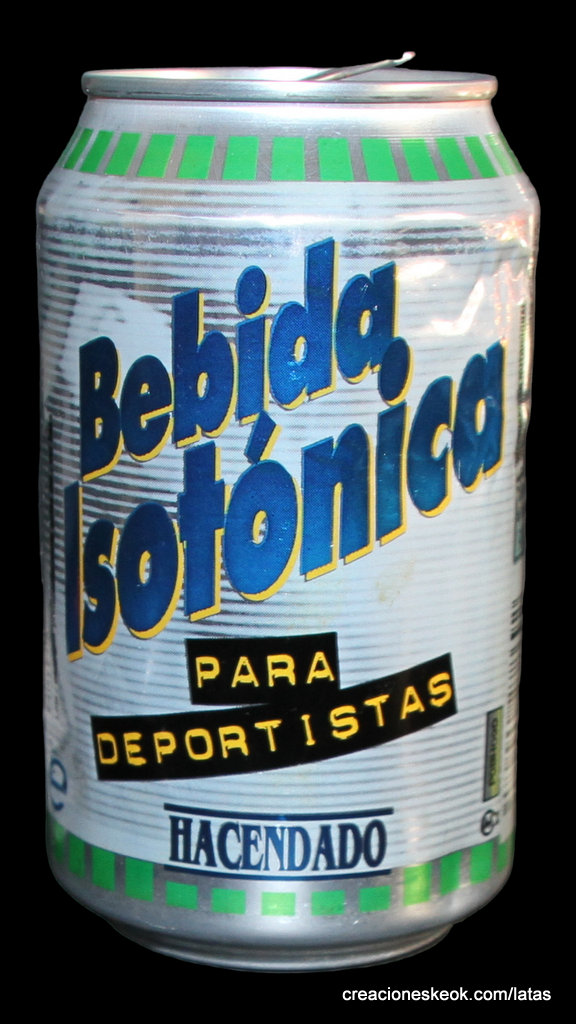 Bebida
Isotónica
PARA
DEPORTISTAS
HACENDADO
creacioneskeok.com/latas